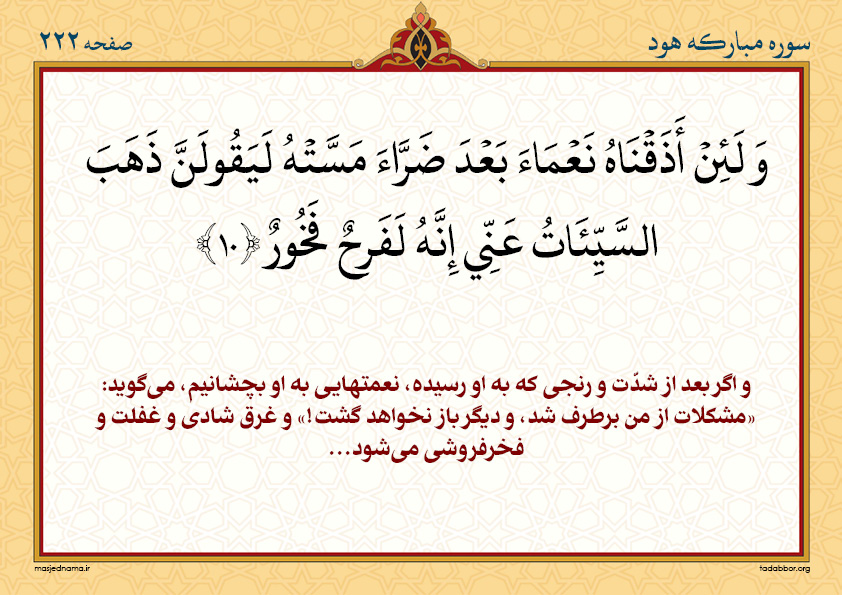 سوره مبارکه هود
صفحه ۲۲۲
وَ لَئِنْ أَذَقْنَاهُ نَعْمَاءَ بَعْدَ ضَرَّاءَ مَسَّتْهُ لَيَقُولَنَّ ذَهَبَ
السَّيِّئَاتُ عَنِّي إِنَّهُ لَفَرِحٌ فَخُورٌ ﴿۱۰﴾
و اگر بعد از شدّت و رنجی که به او رسیده، نعمتهایی به او بچشانیم، می‌گوید:
«مشکلات از من برطرف شد، و دیگر باز نخواهد گشت!» و غرق شادی و غفلت و
فخرفروشی می‌شود...
masjednama.ir
tadabbor.org